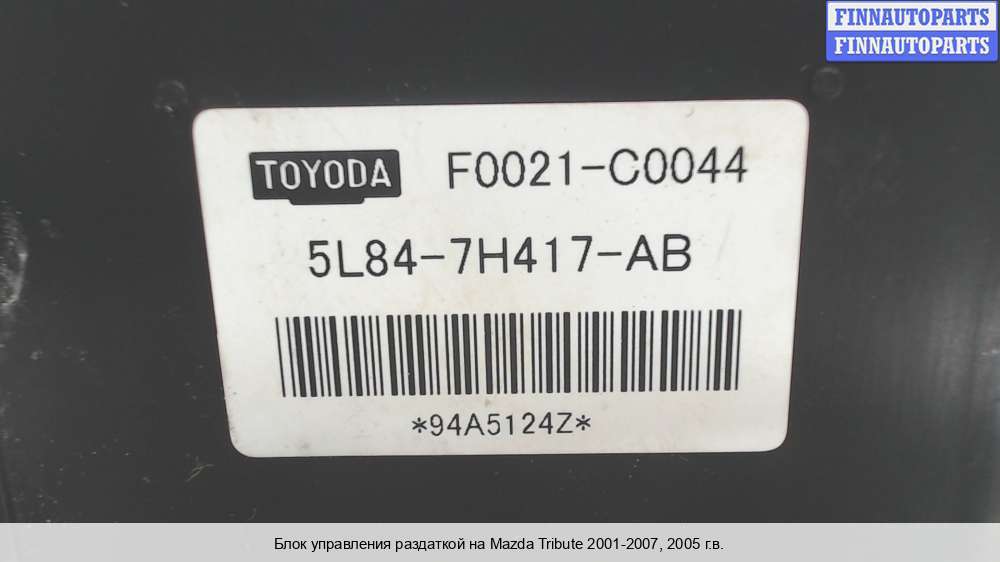 FINNAUTOPARTS
FINNAUTOPARTS
TOYODA F0021-C0044
5L84-7H417-AB
*94A5124Z*
Блок управления раздаткой на Mazda Tribute 2001-2007, 2005 г.в.